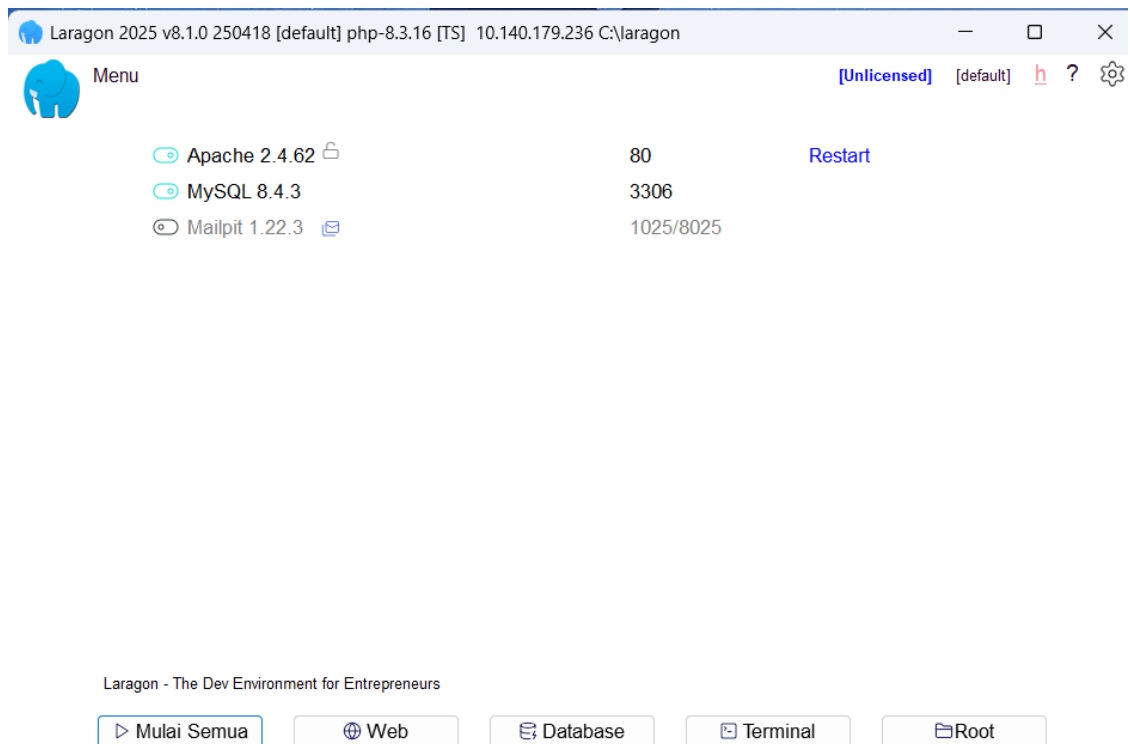 Laragon 2025 v8.1.0 250418 [default] php-8.3.16 [TS] 10.140.179.236 C:\laragon
Menu [Unlicensed] [default] h ?
Apache 2.4.62 80 Restart
MySQL 8.4.3 3306
Mailpit 1.22.3 1025/8025
Laragon - The Dev Environment for Entrepreneurs
Mulai Semua Web Database Terminal Root